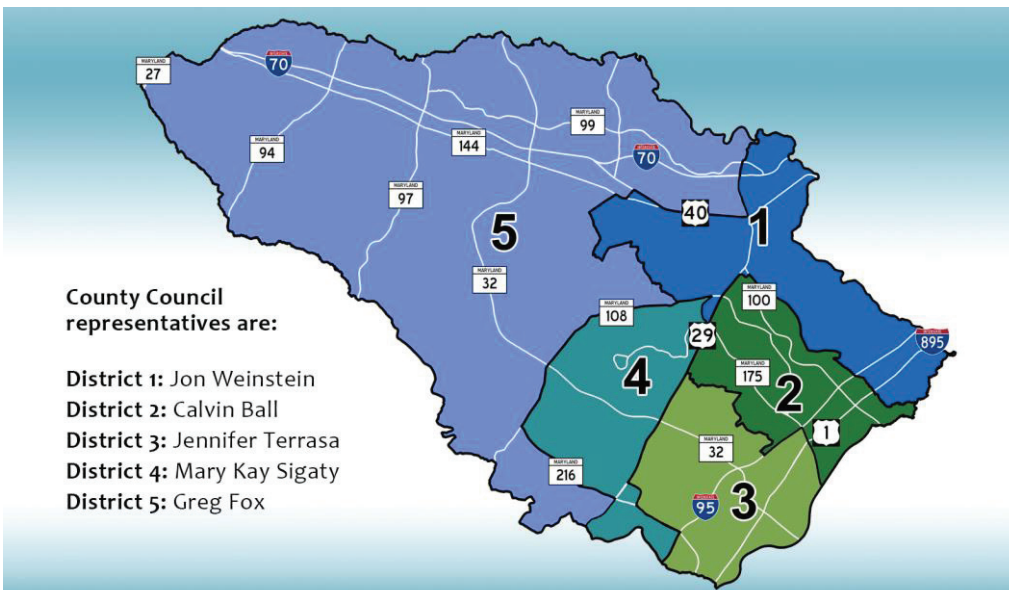 MARYLAND
27
70
MARYLAND
94
MARYLAND
144
MARYLAND
99
70
MARYLAND
97
40
1
5
MARYLAND
32
MARYLAND
100
MARYLAND
108
29
895
4
MARYLAND
175
2
1
MARYLAND
32
MARYLAND
216
95
3
County Council
representatives are:
District 1: Jon Weinstein
District 2: Calvin Ball
District 3: Jennifer Terrasa
District 4: Mary Kay Sigaty
District 5: Greg Fox